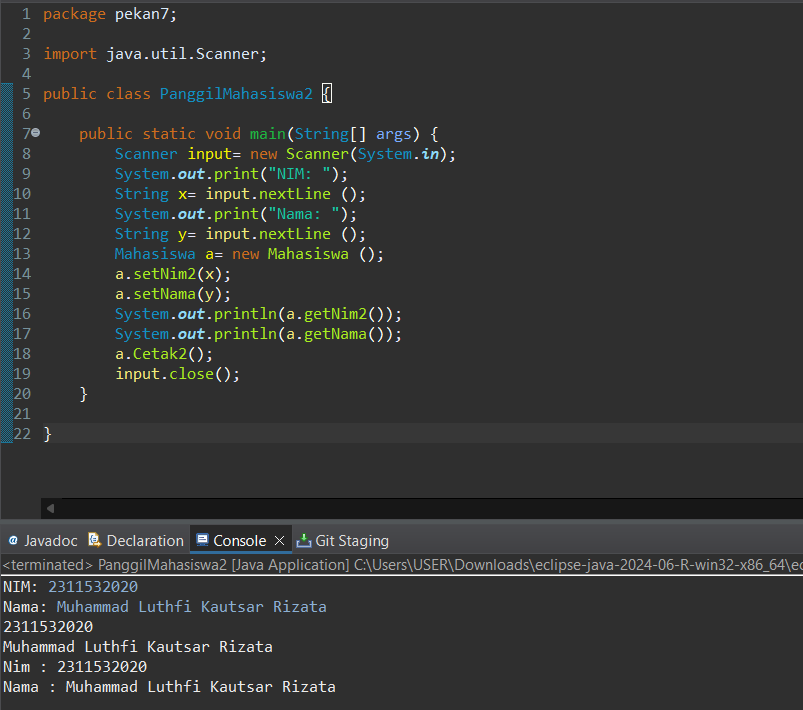 1 package pekan7;
2
3 import java.util.Scanner;
4
5 public class PanggilMahasiswa2 {
6
7 public static void main(String[] args) {
8 Scanner input= new Scanner(System.in);
9 System.out.print("NIM: ");
10 String x= input.nextLine ();
11 System.out.print("Nama: ");
12 String y= input.nextLine ();
13 Mahasiswa a= new Mahasiswa ();
14 a.setNim2(x);
15 a.setNama(y);
16 System.out.println(a.getNim2());
17 System.out.println(a.getNama());
18 a.Cetak2();
19 input.close();
20 }
21
22 }
@ Javadoc Declaration Console Git Staging
<terminated> PanggilMahasiswa2 [Java Application] C:\Users\USER\Downloads\eclipse-java-2024-06-R-win32-x86_64\ec
NIM: 2311532020
Nama: Muhammad Luthfi Kautsar Rizata
2311532020
Muhammad Luthfi Kautsar Rizata
Nim : 2311532020
Nama : Muhammad Luthfi Kautsar Rizata